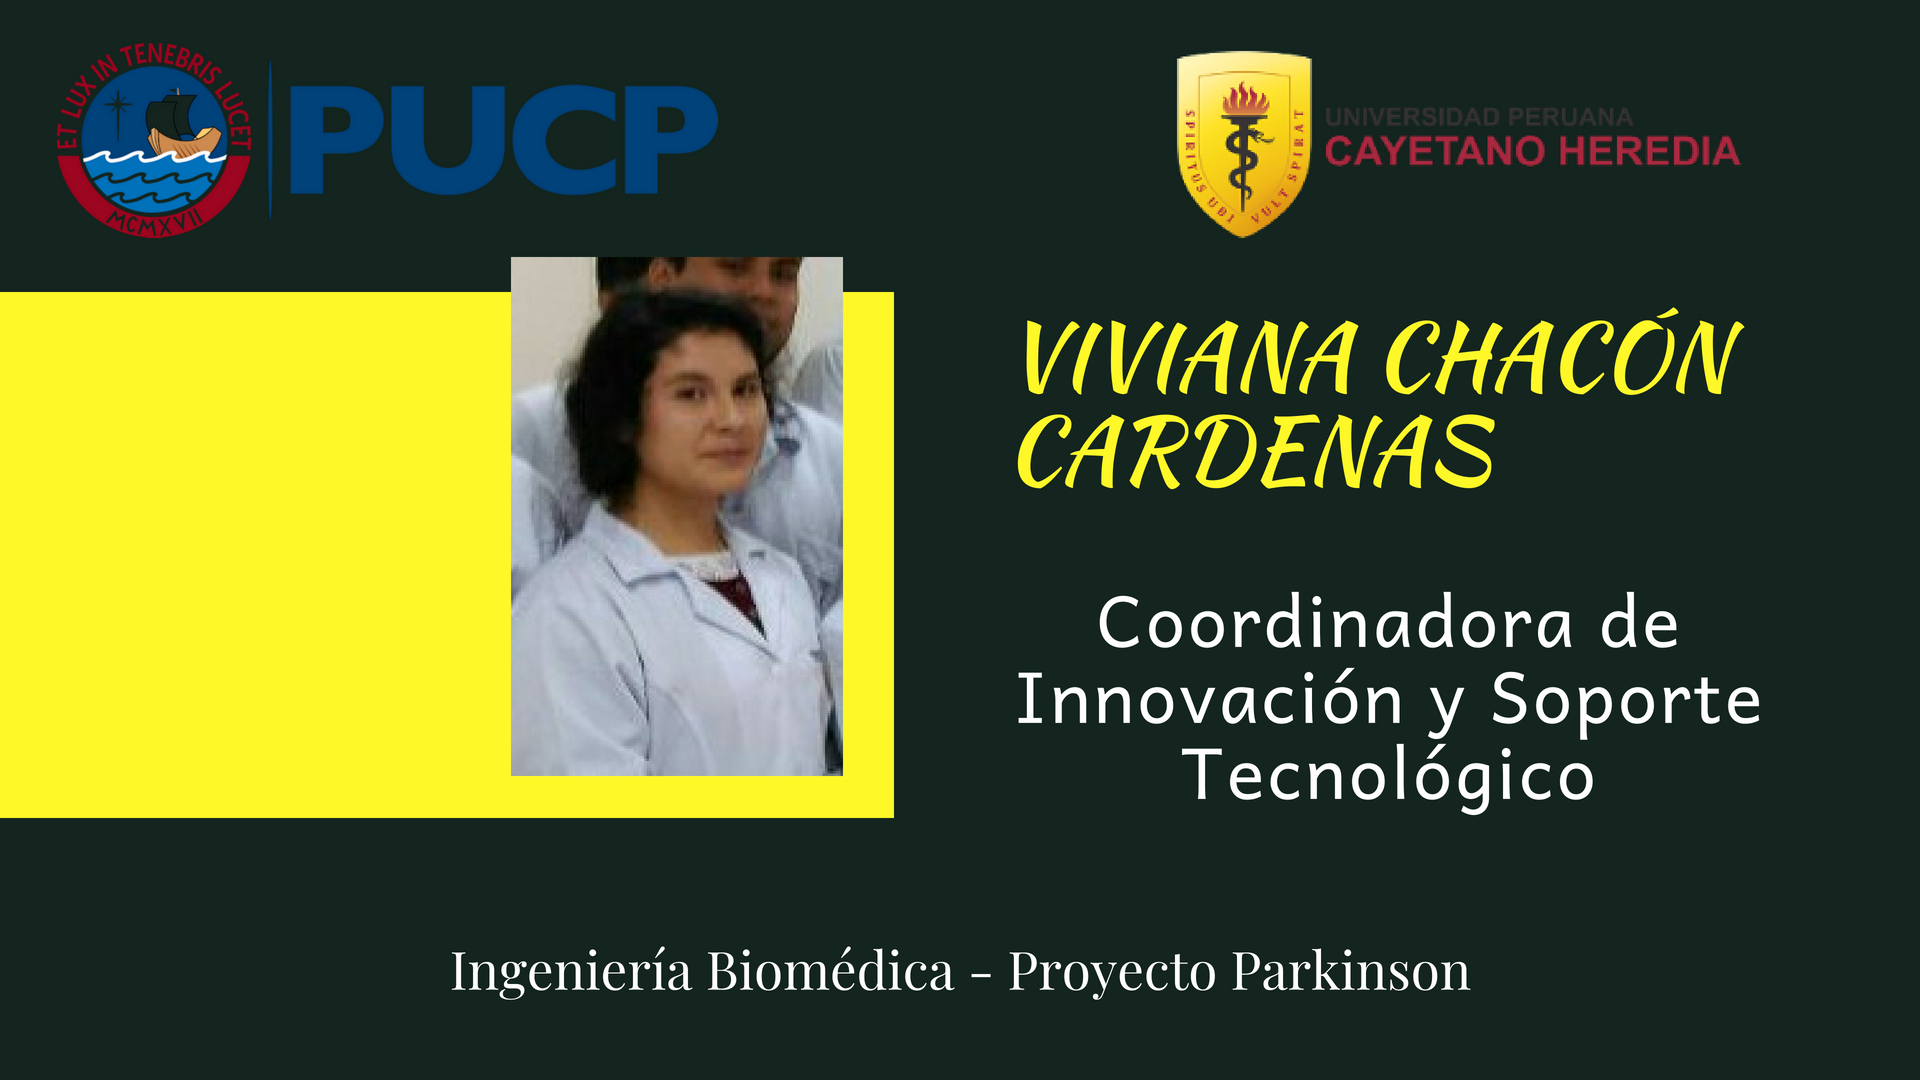 ET LUX IN TENEBRIS LUCET
MCMXVII
PUCP
SPIRITUS UBI VULT SPIRAT
UNIVERSIDAD PERUANA
CAYETANO HEREDIA
VIVIANA CHACÓN
CARDENAS
Coordinadora de
Innovación y Soporte
Tecnológico
Ingeniería Biomédica - Proyecto Parkinson